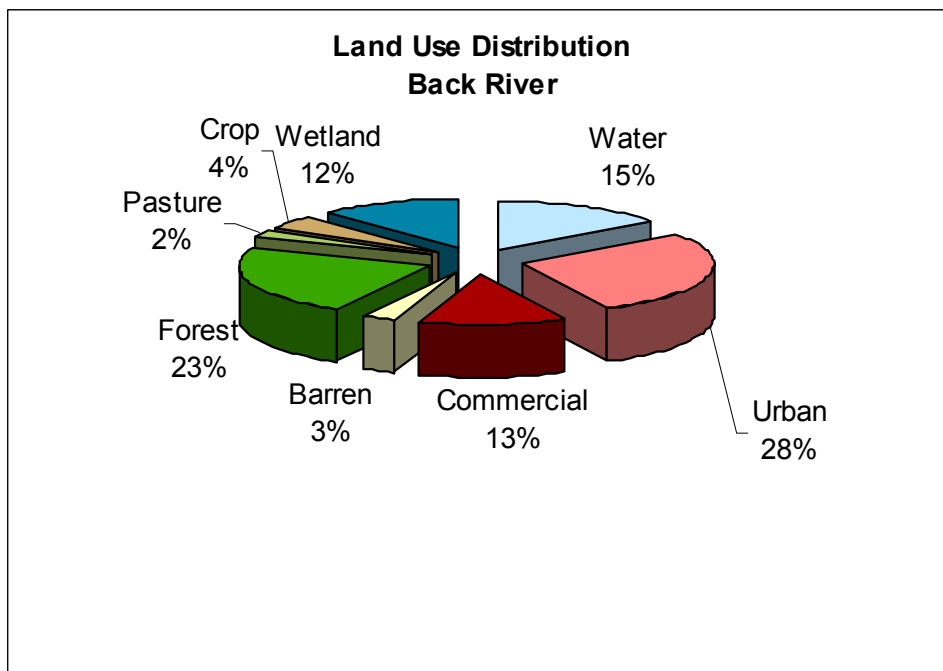 Land Use Distribution
Back River
Water
15%
Urban
28%
Commercial
13%
Barren
3%
Forest
23%
Pasture
2%
Crop
4%
Wetland
12%